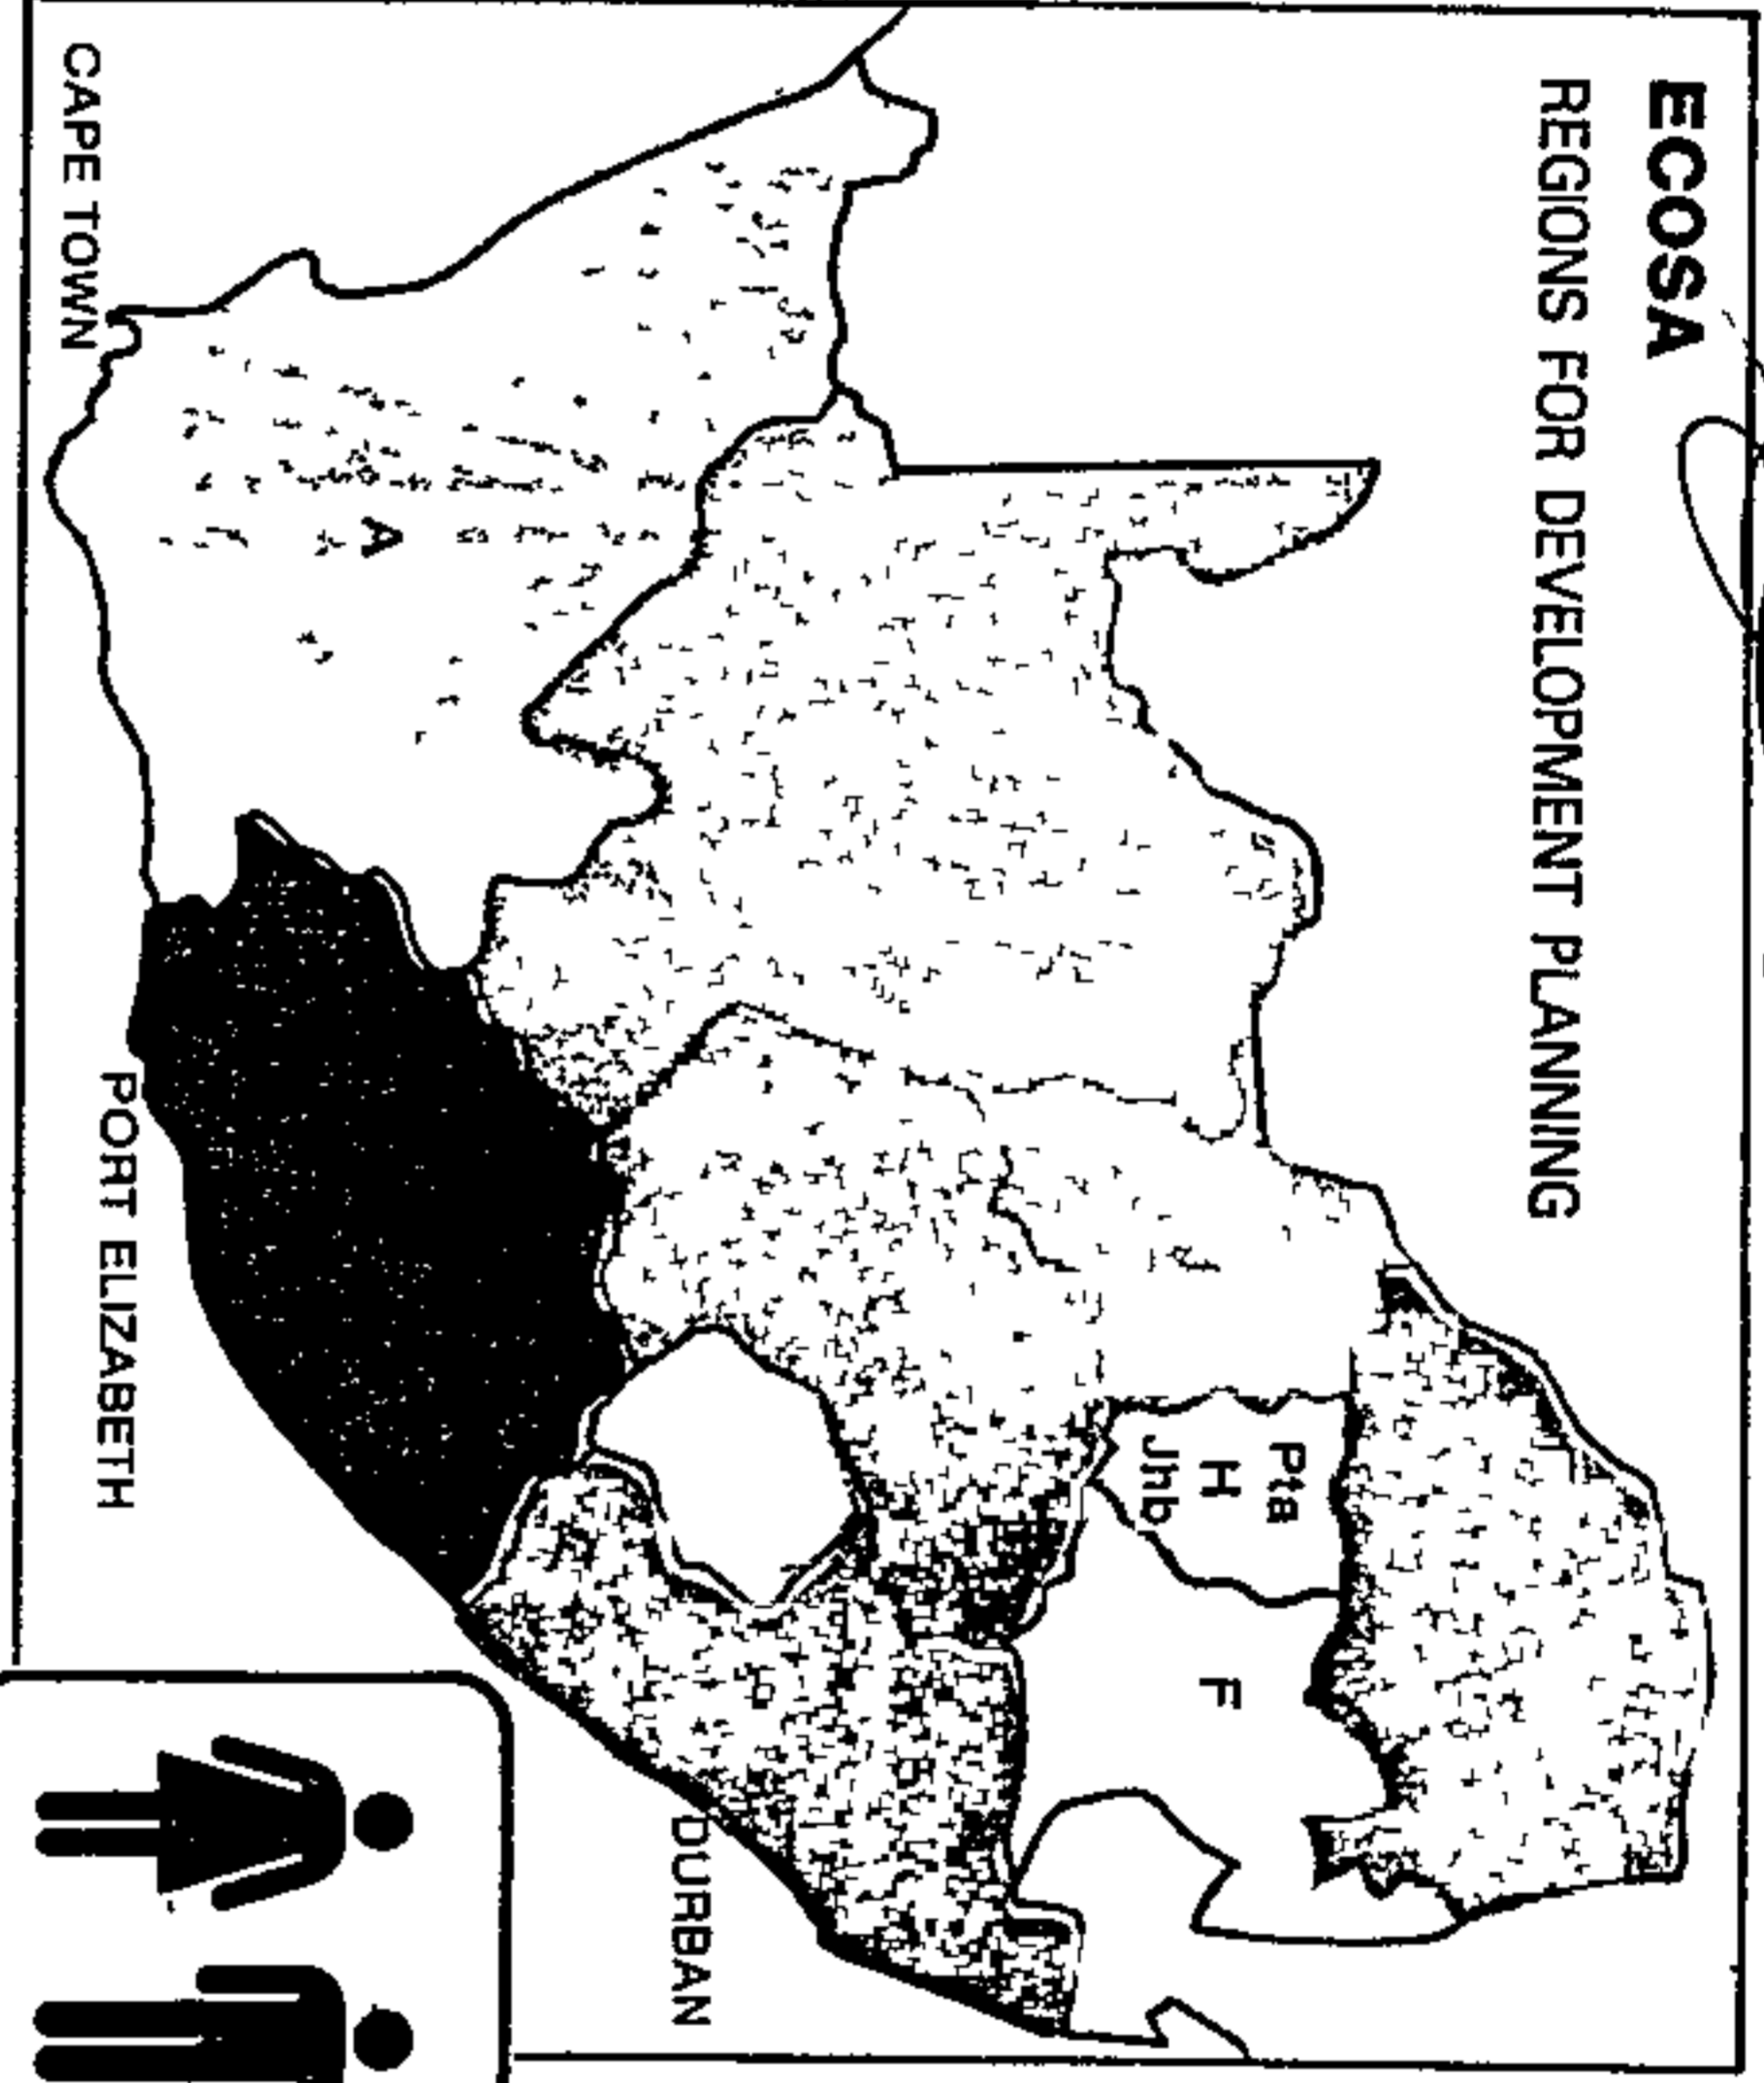 ECOSA
REGIONS FOR DEVELOPMENT PLANNING
Pta
H
Jhb
F
A
DURBAN
CAPE TOWN
PORT ELIZABETH